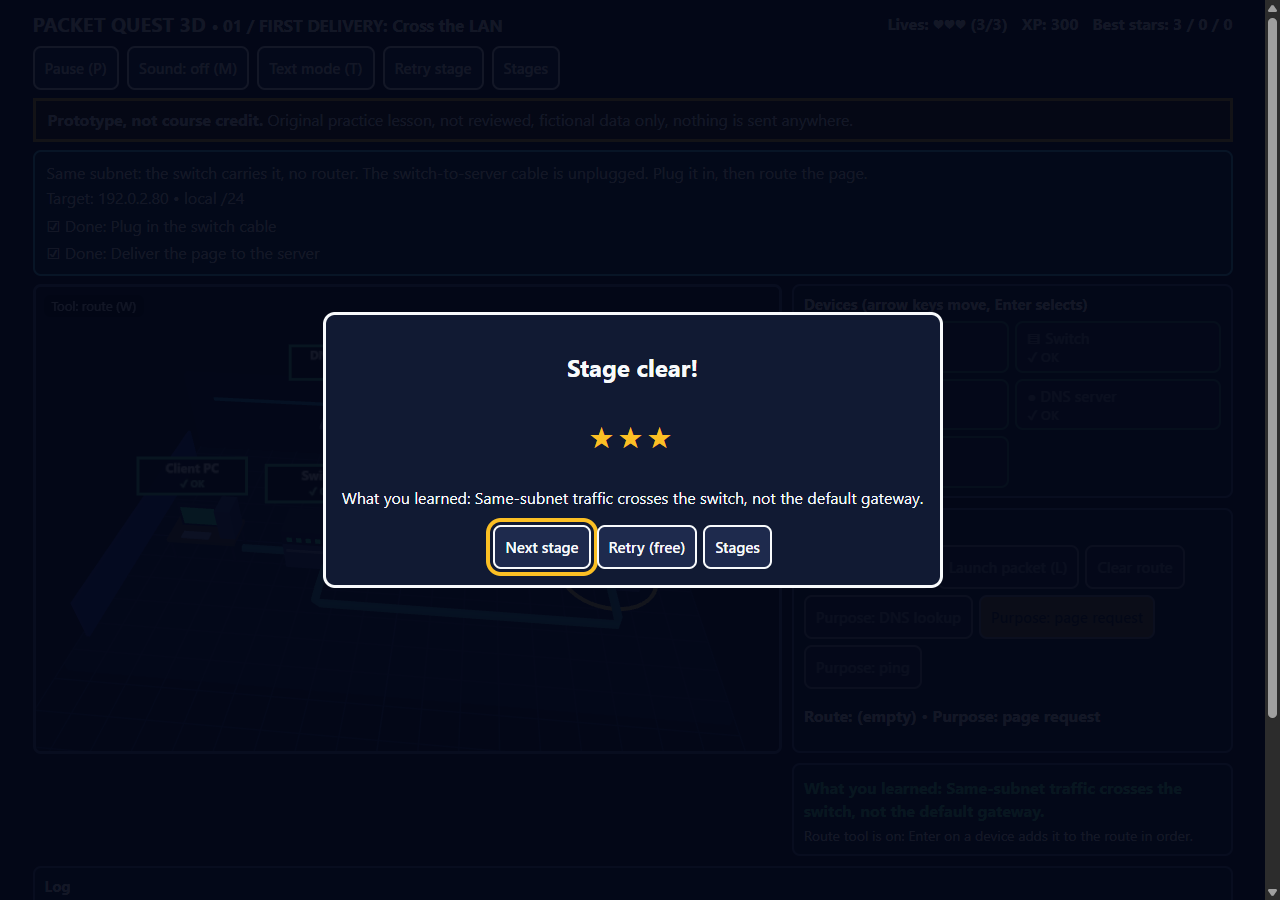 PACKET QUEST 3D • 01 / FIRST DELIVERY: Cross the LAN
Lives: ♥♥♥ (3/3) XP: 300 Best stars: 3 / 0 / 0
Pause (P) Sound: off (M) Text mode (T) Retry stage Stages
Prototype, not course credit. Original practice lesson, not reviewed, fictional data only, nothing is sent anywhere.
Same subnet: the switch carries it, no router. The switch-to-server cable is unplugged. Plug it in, then route the page.
Target: 192.0.2.80 • local /24
☑ Done: Plug in the switch cable
☑ Done: Deliver the page to the server
Tool: route (W)
Client PC
✓ OK
Stage clear!
★ ★ ★
What you learned: Same-subnet traffic crosses the switch, not the default gateway.
Next stage Retry (free) Stages
Devices (arrow keys move, Enter selects)
Switch
✓ OK
DNS server
✓ OK
Launch packet (L) Clear route
Purpose: DNS lookup Purpose: page request
Purpose: ping
Route: (empty) • Purpose: page request
What you learned: Same-subnet traffic crosses the
switch, not the default gateway.
Route tool is on: Enter on a device adds it to the route in order.
Log